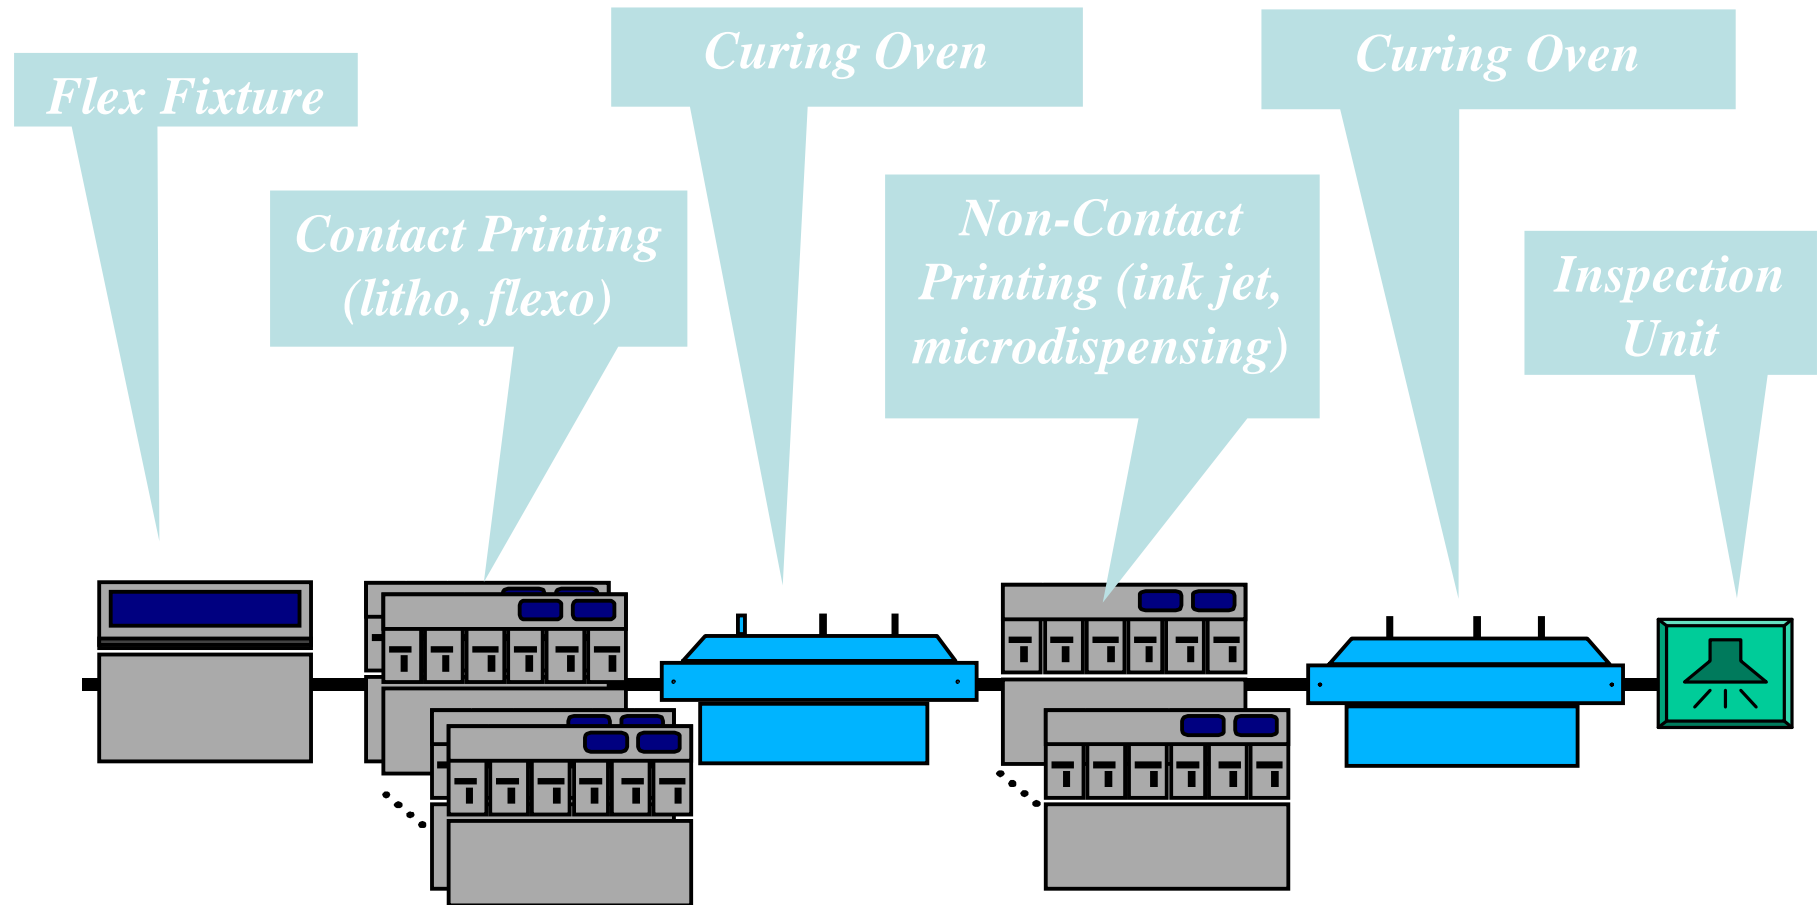 Flex Fixture
Contact Printing
(litho, flexo)
Curing Oven
Non-Contact
Printing (ink jet,
microdispensing)
Curing Oven
Inspection
Unit